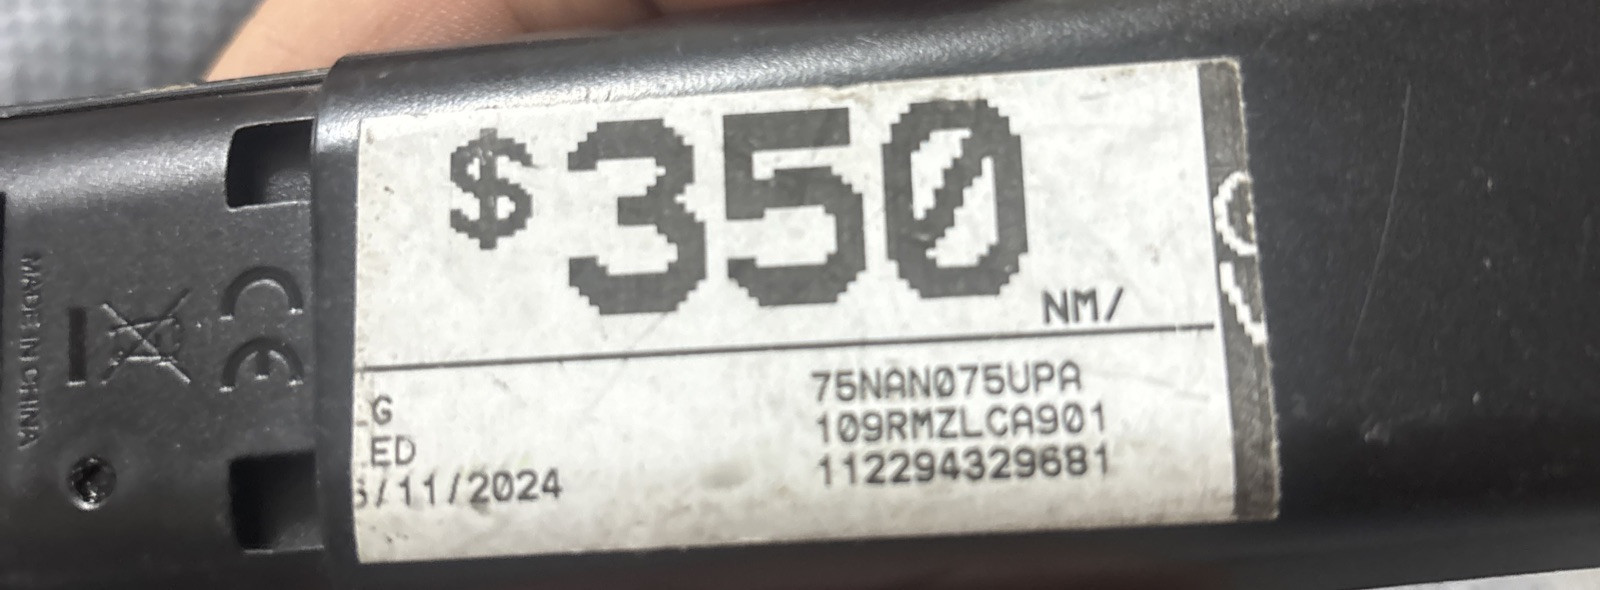 MADE IN CHINA
CE
$350
NM/
G
ED
/11/2024
75NAN075UPA
109RMZLCA901
112294329681